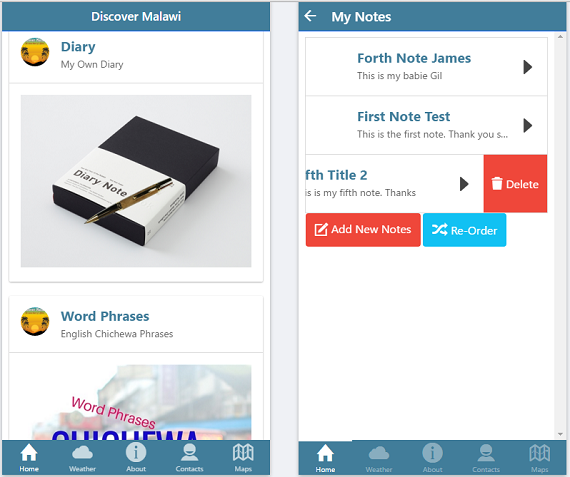 Discover Malawi
Diary
My Own Diary
Diary Note
Word Phrases
English Chichewa Phrases
Word Phrases
CHICHEWA
Home
Weather
About
Contacts
Maps
My Notes
Forth Note James
This is my babie Gil
First Note Test
This is the first note. Thank you s...
fth Title 2
is is my fifth note. Thanks
Delete
Add New Notes
Re-Order
Home
Weather
About
Contacts
Maps